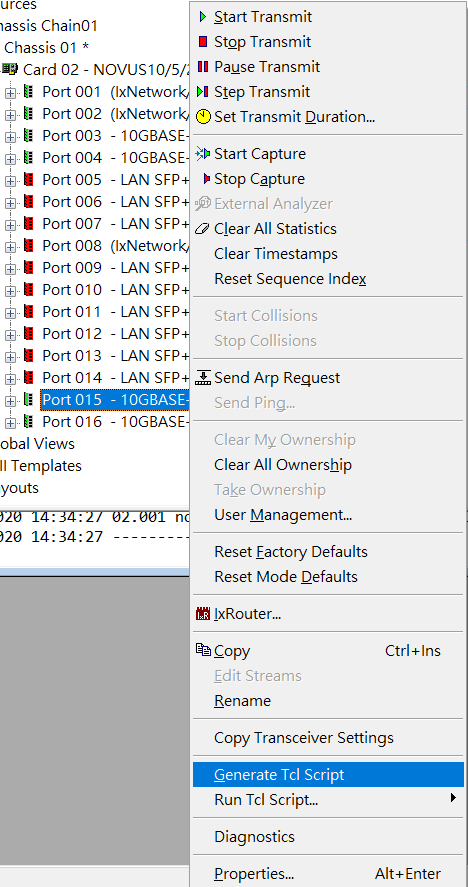 urces
hassis Chain01
Chassis 01 *
Card 02 - NOVUS10/5/2
Port 001 (IxNetwork/
Port 002 (IxNetwork/
Port 003 - 10GBASE-
Port 004 - 10GBASE-
Port 005 - LAN SFP+
Port 006 - LAN SFP+
Port 007 - LAN SFP+
Port 008 (IxNetwork/
Port 009 - LAN SFP+
Port 010 - LAN SFP+
Port 011 - LAN SFP+
Port 012 - LAN SFP+
Port 013 - LAN SFP+
Port 014 - LAN SFP+
Port 015 - 10GBASE-
Port 016 - 10GBASE-
obal Views
ll Templates
youts
020 14:34:27 02.001 no
020 14:34:27 ----------
Start Transmit
Stop Transmit
Pause Transmit
Step Transmit
Set Transmit Duration...
Start Capture
Stop Capture
External Analyzer
Clear All Statistics
Clear Timestamps
Reset Sequence Index
Start Collisions
Stop Collisions
Send Arp Request
Send Ping...
Clear My Ownership
Clear All Ownership
Take Ownership
User Management...
Reset Factory Defaults
Reset Mode Defaults
IxRouter...
Copy Ctrl+Ins
Edit Streams
Rename
Copy Transceiver Settings
Generate Tcl Script
Run Tcl Script...
Diagnostics
Properties... Alt+Enter